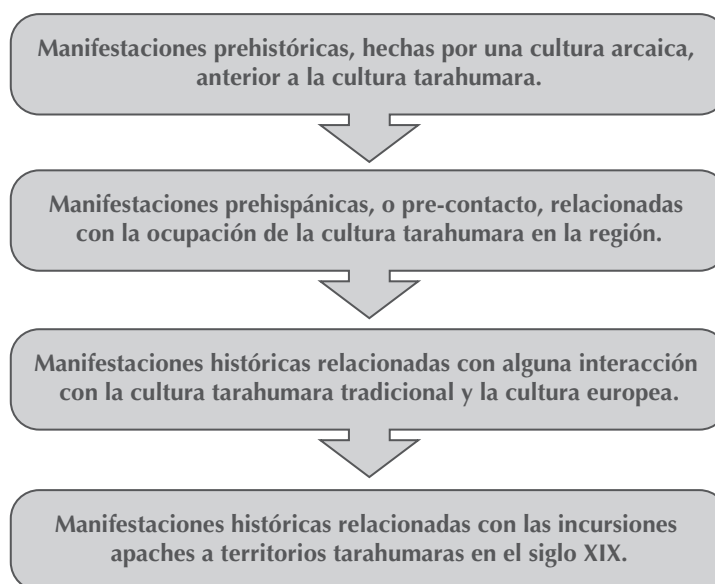 Manifestaciones prehistóricas, hechas por una cultura arcaica,
anterior a la cultura tarahumara.
Manifestaciones prehispánicas, o pre-contacto, relacionadas
con la ocupación de la cultura tarahumara en la región.
Manifestaciones históricas relacionadas con alguna interacción
con la cultura tarahumara tradicional y la cultura europea.
Manifestaciones históricas relacionadas con las incursiones
apaches a territorios tarahumaras en el siglo XIX.